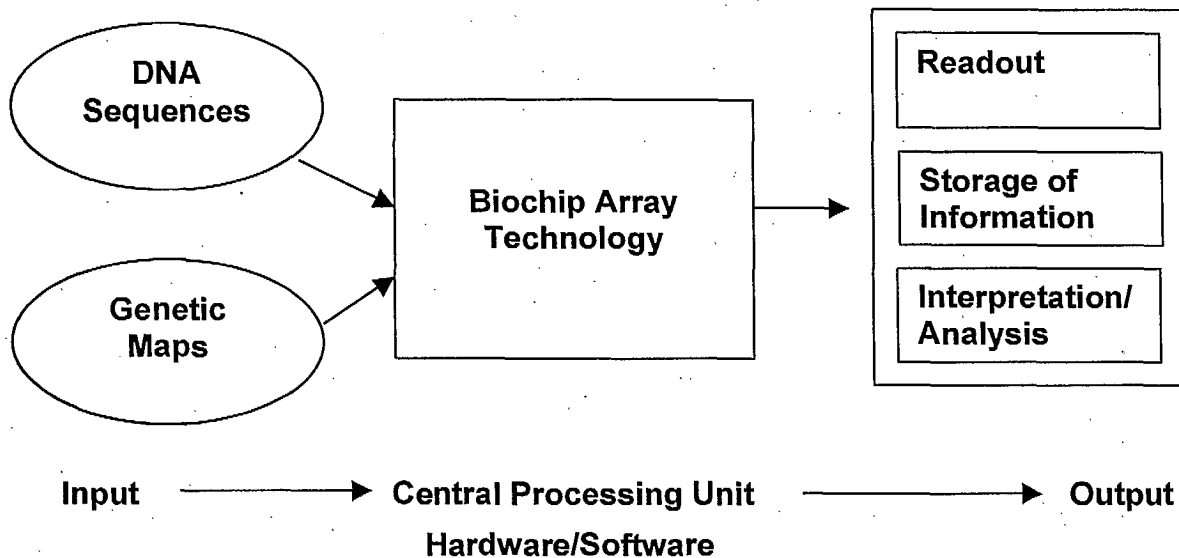 DNA
Sequences
Genetic
Maps
Biochip Array
Technology
Readout
Storage of
Information
Interpretation/
Analysis
Input
Central Processing Unit
Hardware/Software
Output